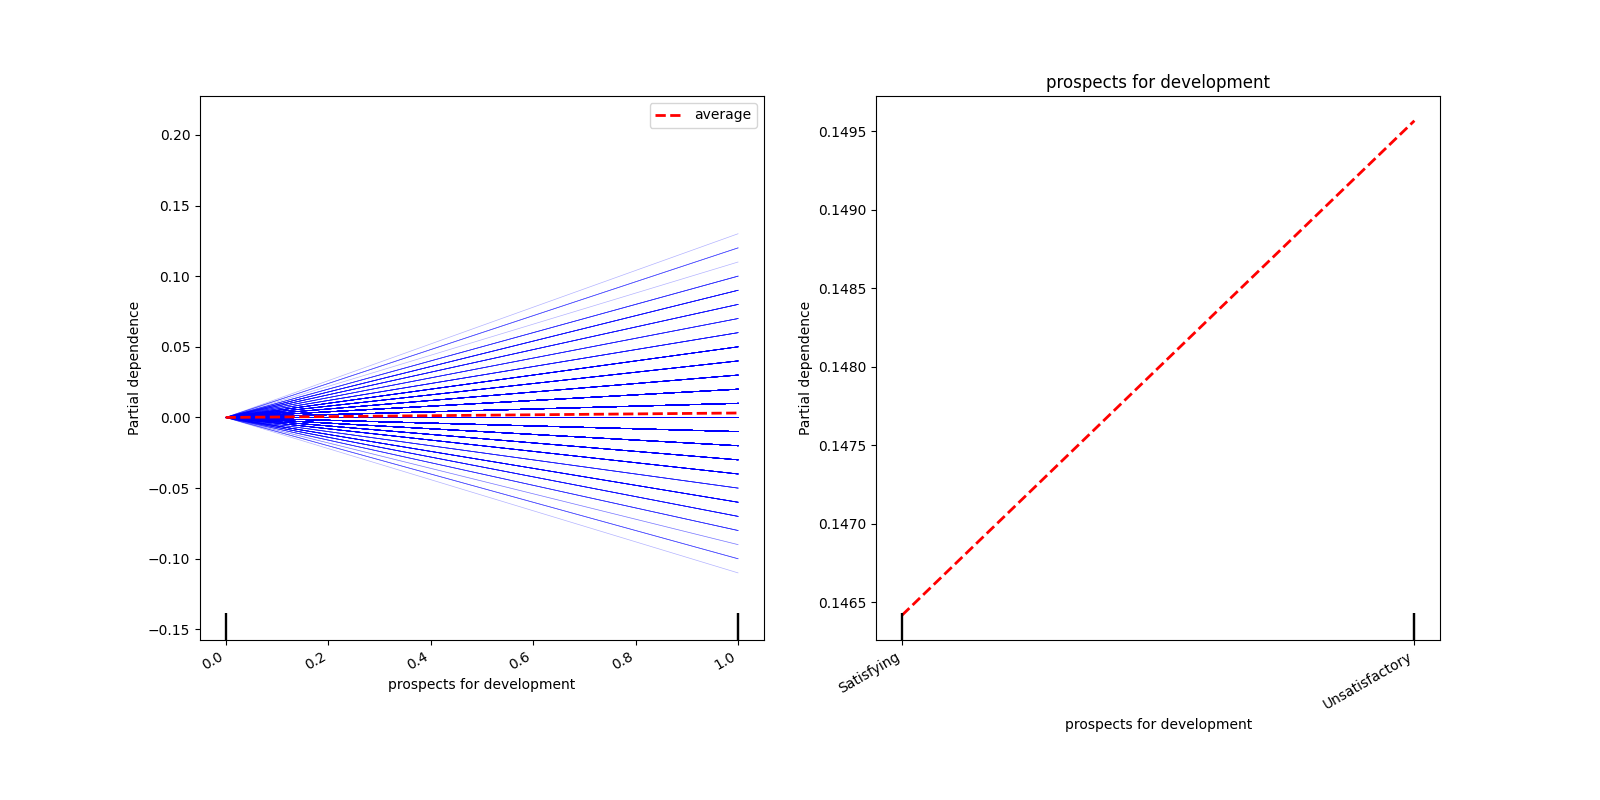 average
0.20
0.15
0.10
0.05
0.00
−0.05
−0.10
−0.15
Partial dependence
0.0
0.2
0.4
0.6
0.8
1.0
prospects for development
prospects for development
0.1495
0.1490
0.1485
0.1480
0.1475
0.1470
0.1465
Partial dependence
Satisfying
Unsatisfactory
prospects for development